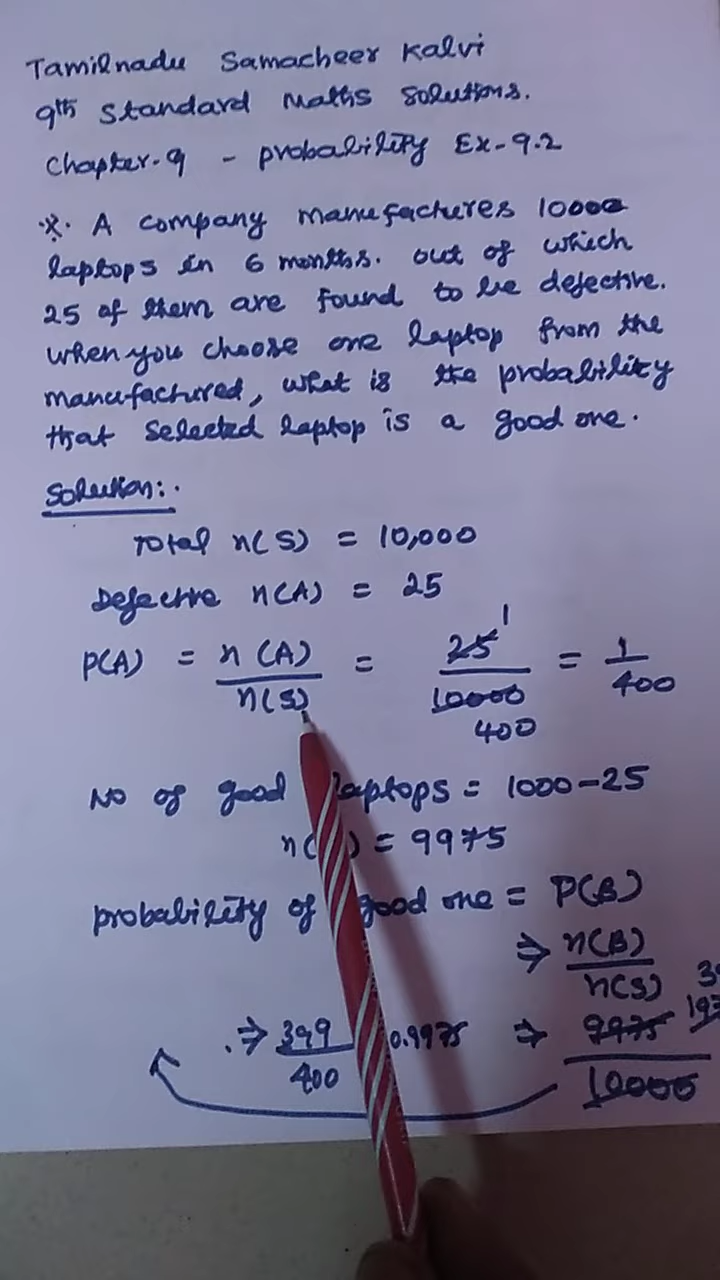 Tamilnadu Samacheer Kalvi
9th Standard Maths Solutions.
Chapter-9 - probability Ex-9.2
A company manufactures 10000
laptops in 6 months. out of which
25 of them are found to be defective.
when you choose one laptop from the
manufactured, what is the probability
that selected laptop is a good one.
Solution:.
Total n(S) = 10,000
Defective n(A) = 25
P(A) = n(A)/n(S) = 25/10000 = 1/400
1
400
No of good laptops = 1000-25
n( ) = 9975
probability of good one = P(B)
⇒ n(B)/n(S)
⇒ 399/400 0.9975 ⇒ 9975/10000